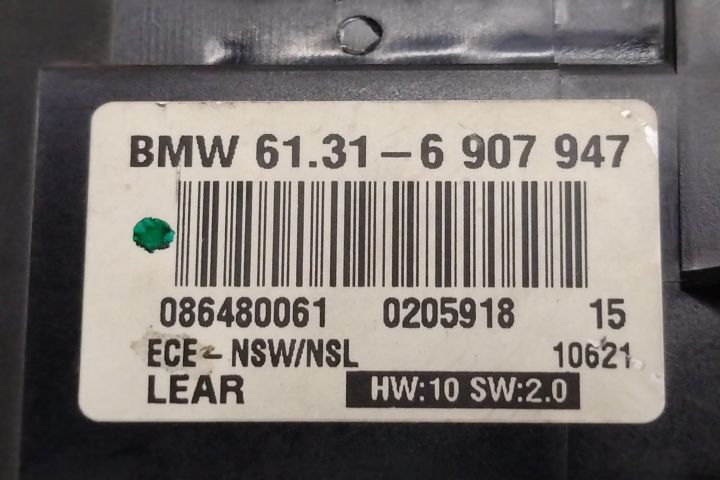 BMW 61.31-6 907 947
086480061 0205918 15
ECE-NSW/NSL 10621
LEAR HW:10 SW:2.0